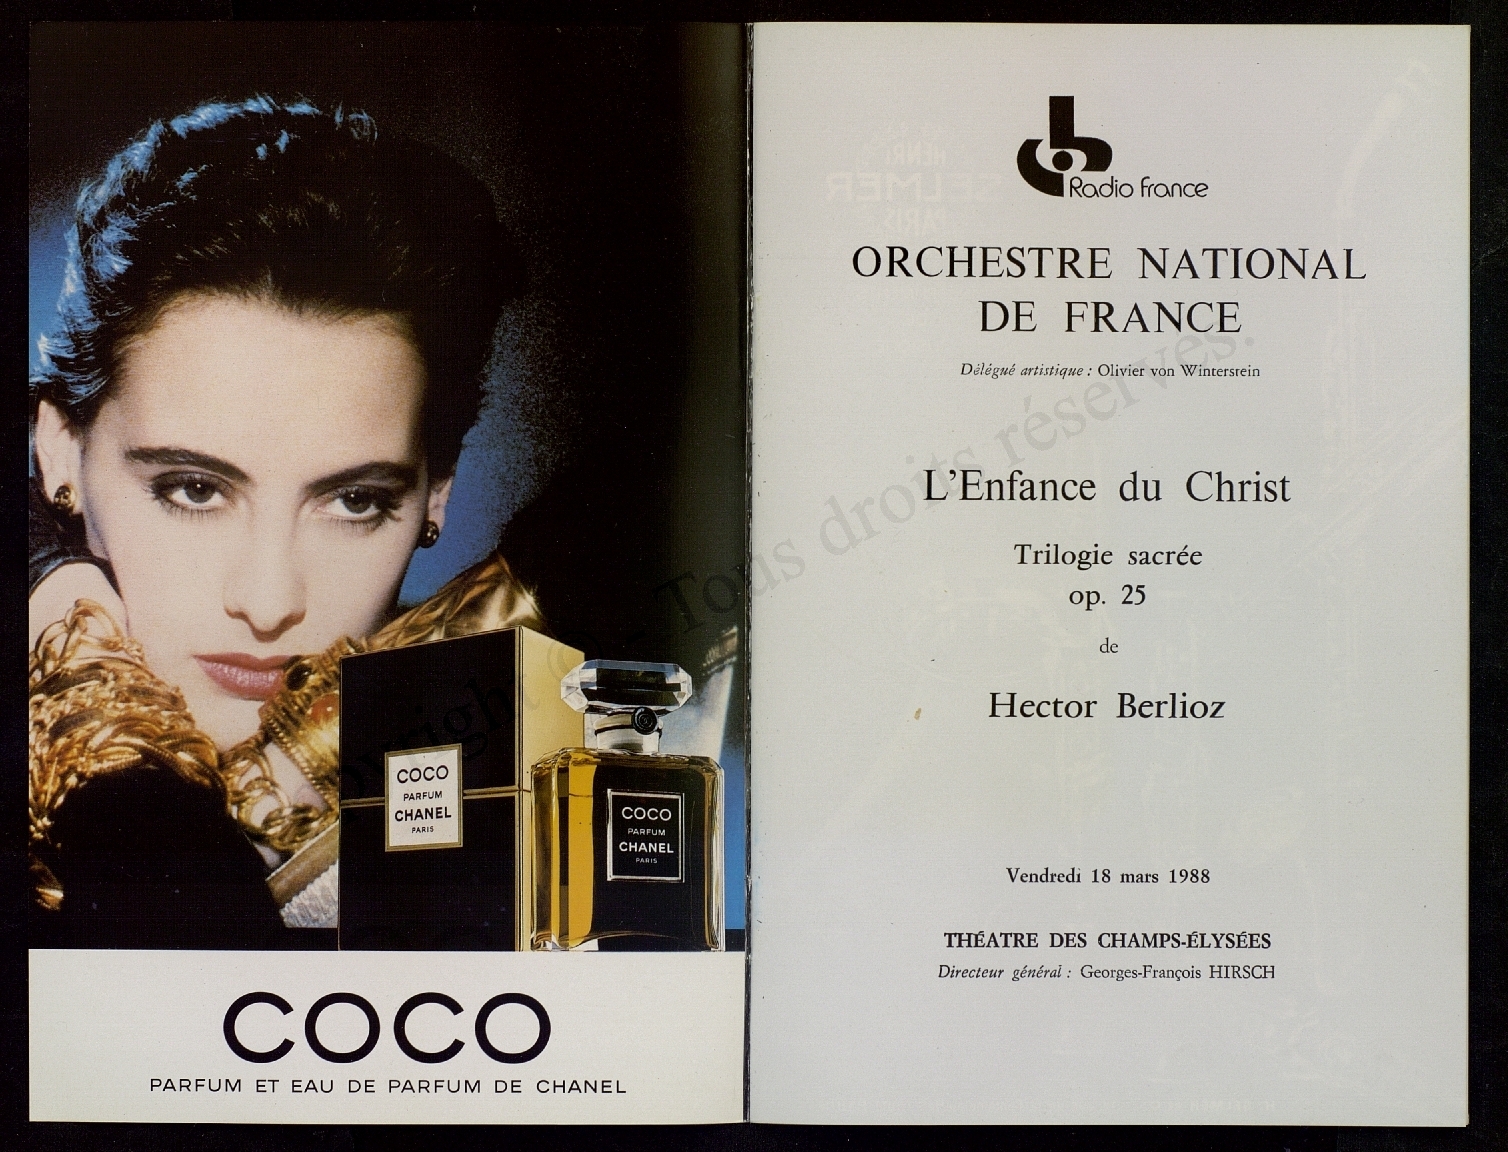 COCO
PARFUM
CHANEL
PARIS
COCO
PARFUM
CHANEL
PARIS
COCO
PARFUM ET EAU DE PARFUM DE CHANEL
Radio france
ORCHESTRE NATIONAL
DE FRANCE
Délégué artistique : Olivier von Wintersrein
L'Enfance du Christ
Trilogie sacrée
op. 25
de
Hector Berlioz
Vendredi 18 mars 1988
THÉATRE DES CHAMPS-ÉLYSÉES
Directeur général : Georges-François HIRSCH
opyright © - Tous droits réservés.